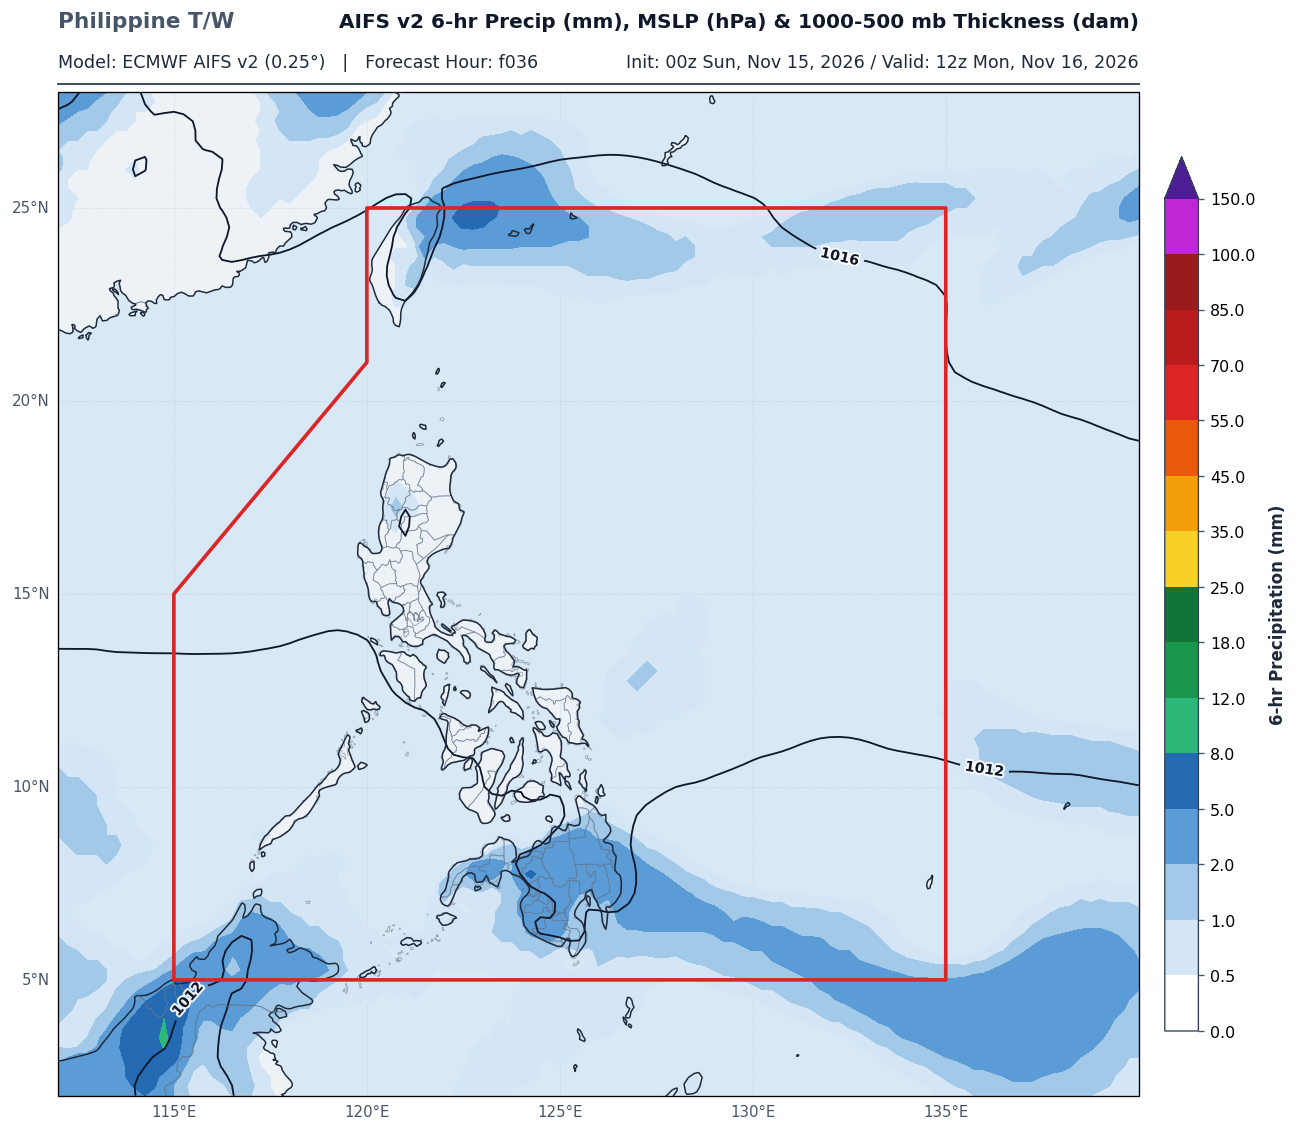 Philippine T/W
AIFS v2 6-hr Precip (mm), MSLP (hPa) & 1000-500 mb Thickness (dam)
Model: ECMWF AIFS v2 (0.25°) | Forecast Hour: f036
Init: 00z Sun, Nov 15, 2026 / Valid: 12z Mon, Nov 16, 2026
25°N
20°N
15°N
10°N
5°N
1016
1012
1012
115°E
120°E
125°E
130°E
135°E
150.0
100.0
85.0
70.0
55.0
45.0
35.0
25.0
18.0
12.0
8.0
5.0
2.0
1.0
0.5
0.0
6-hr Precipitation (mm)